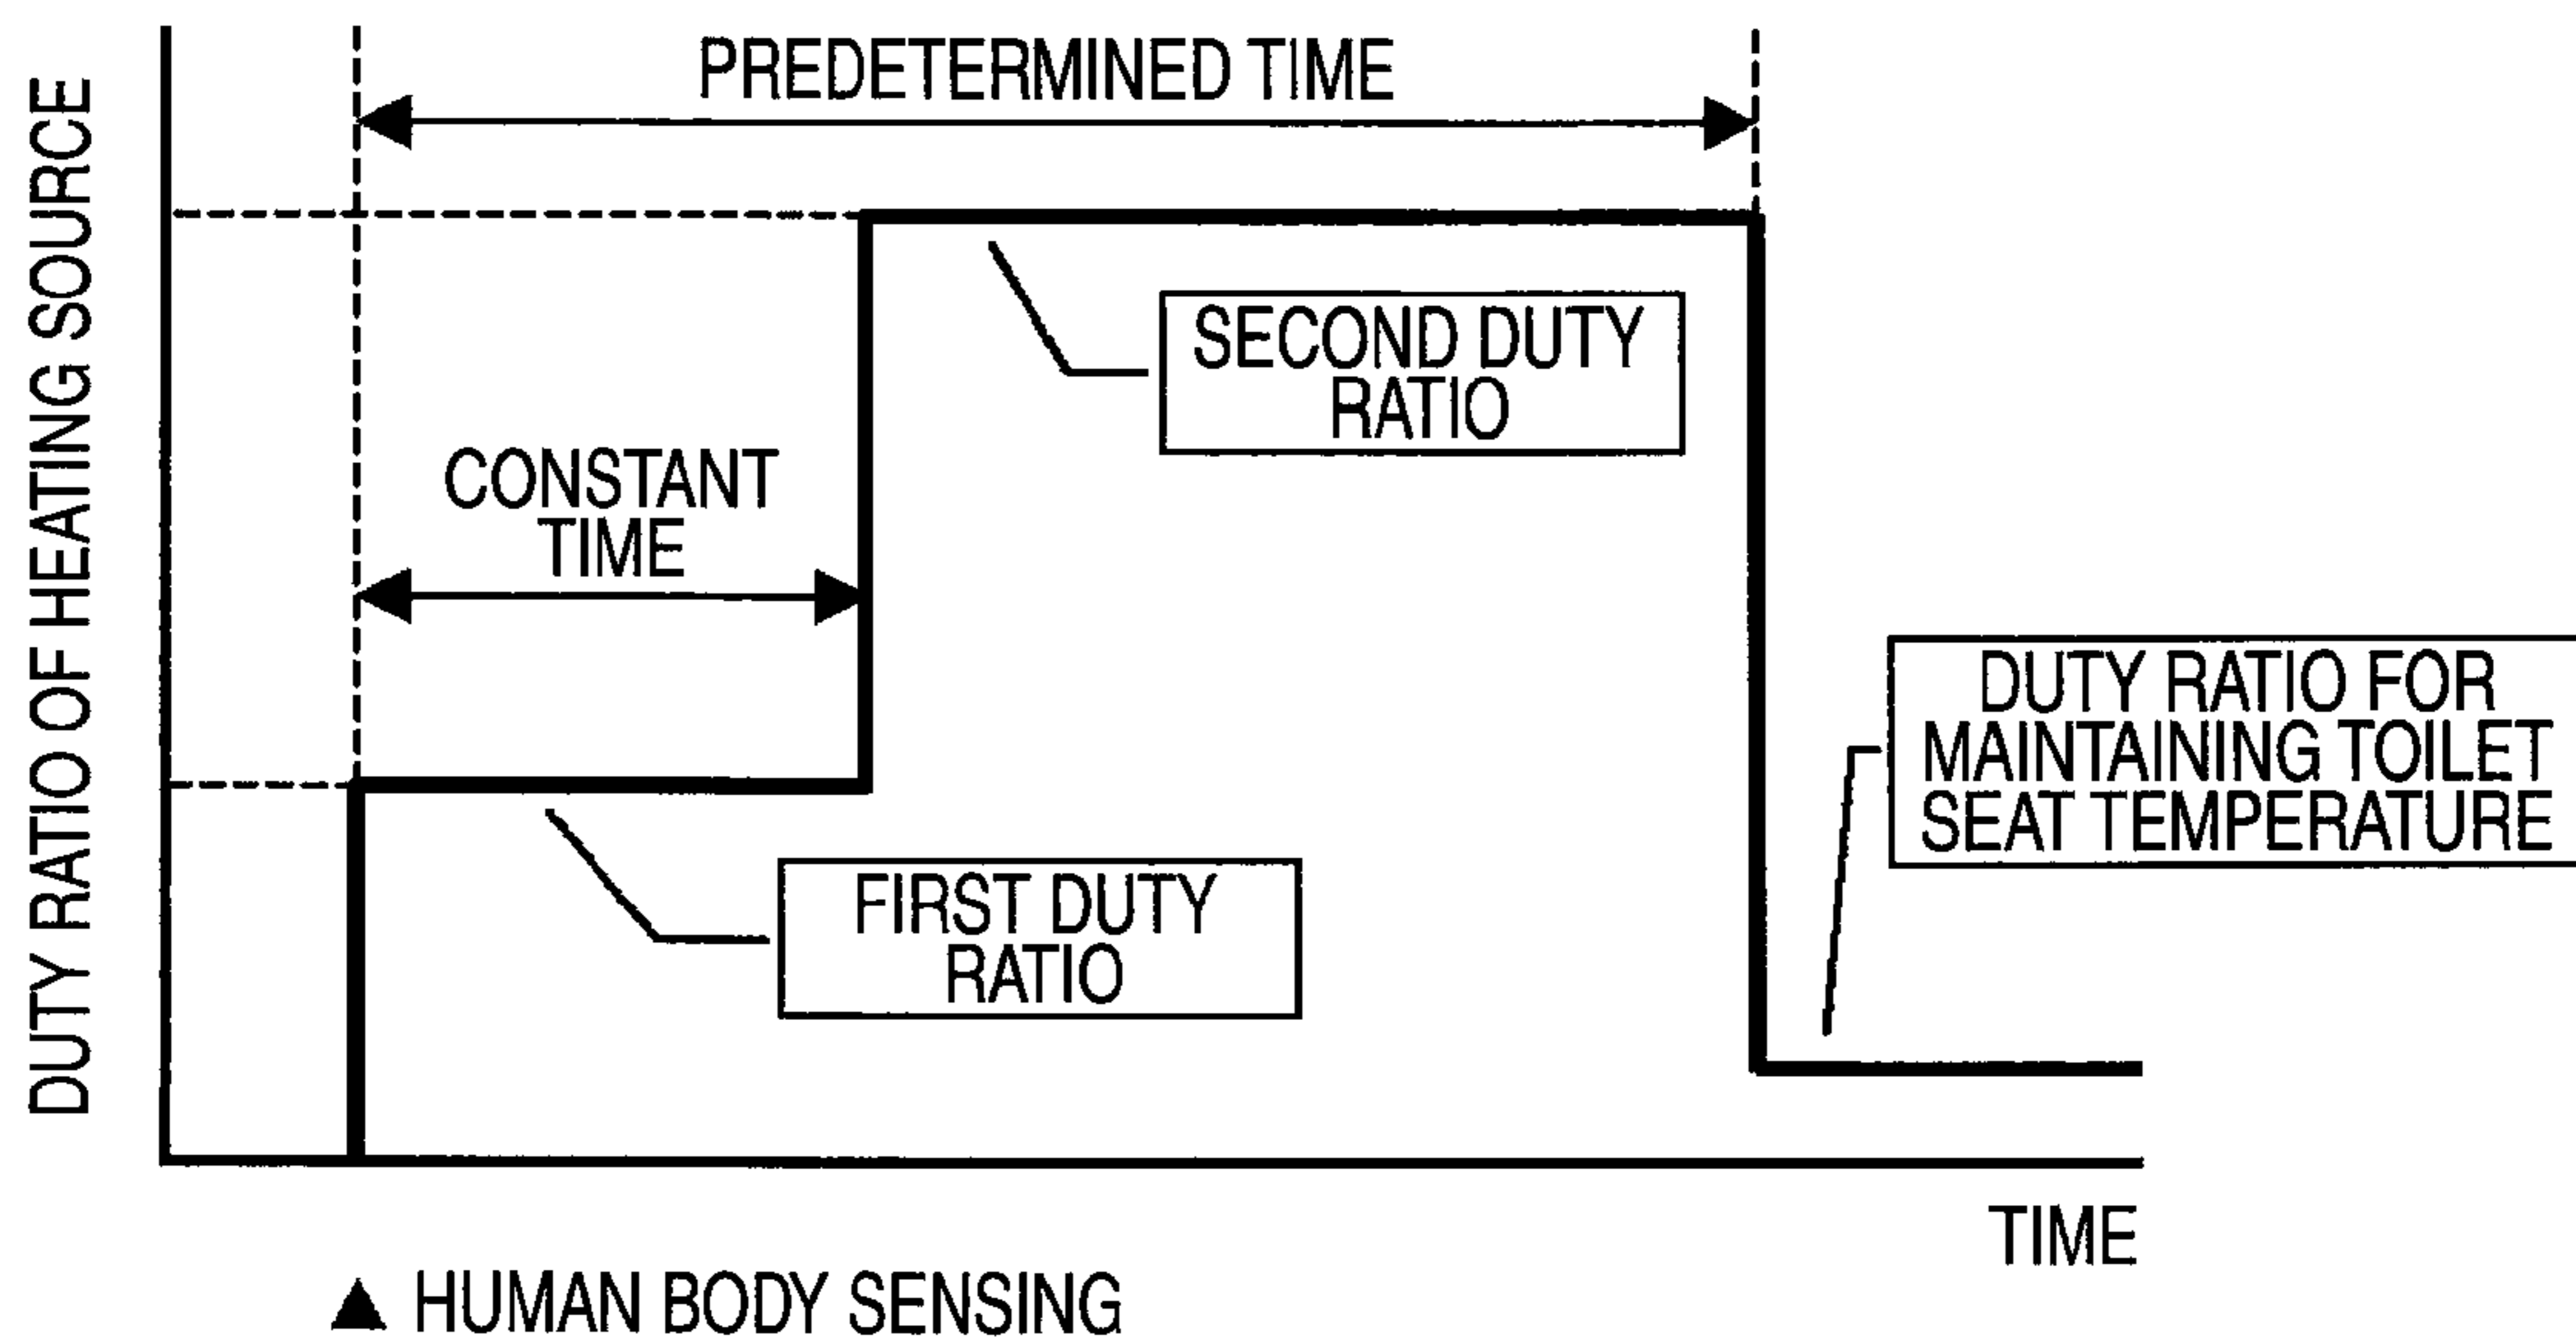 DUTY RATIO OF HEATING SOURCE
PREDETERMINED TIME
SECOND DUTY
RATIO
CONSTANT
TIME
DUTY RATIO FOR
MAINTAINING TOILET
SEAT TEMPERATURE
FIRST DUTY
RATIO
TIME
▲ HUMAN BODY SENSING